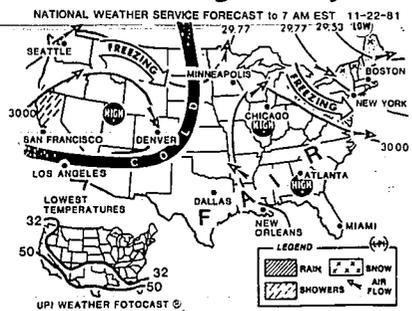 NATIONAL WEATHER SERVICE FORECAST to 7 AM EST 11-22-81
29.77 29.77 29.53 LOW
SEATTLE
FREEZING
MINNEAPOLIS
FREEZING
BOSTON
NEW YORK
3000
HIGH
CHICAGO
HIGH
SAN FRANCISCO
DENVER
COLD
3000
LOS ANGELES
ATLANTA
HIGH
LOWEST
TEMPERATURES
DALLAS
FAIR
32
NEW
ORLEANS
MIAMI
50
32
50
LEGEND
RAIN
SNOW
SHOWERS
AIR
FLOW
UPI WEATHER FOTOCAST ®